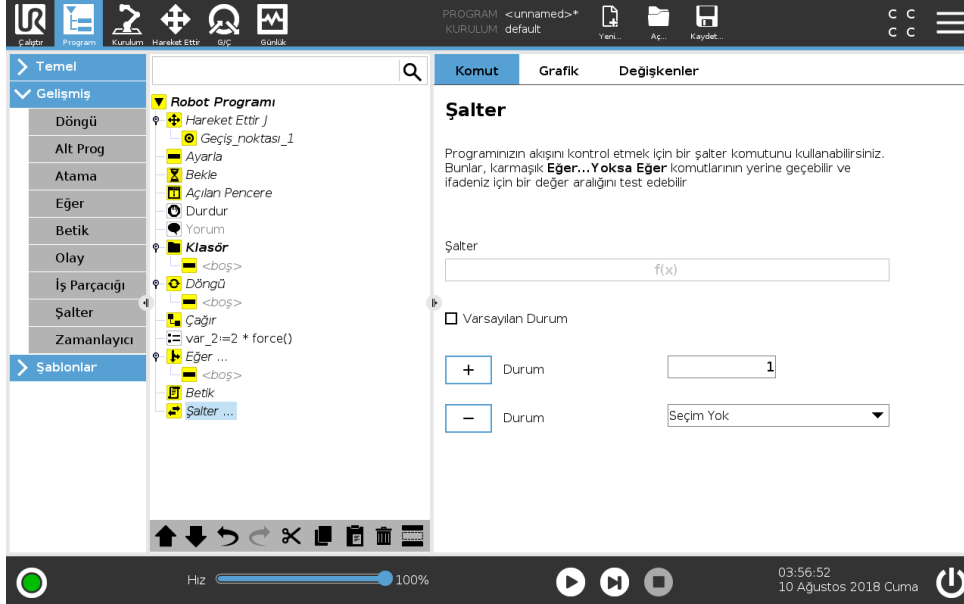 UR
PROGRAM <unnamed>*
KURULUM default
Çalıştır
Program
Kurulum
Hareket Ettir
G/Ç
Günlük
Yeni...
Aç...
Kaydet...
C C
C C
Temel
Gelişmiş
Döngü
Alt Prog
Atama
Eğer
Betik
Olay
İş Parçacığı
Şalter
Zamanlayıcı
Şablonlar
Robot Programı
Hareket Ettir J
Geçiş_noktası_1
Ayarla
Bekle
Açılan Pencere
Durdur
Yorum
Klasör
<boş>
Döngü
<boş>
Çağır
var_2:=2 * force()
Eğer ...
<boş>
Betik
Şalter ...
Komut
Grafik
Değişkenler
Şalter
Programınızın akışını kontrol etmek için bir şalter komutunu kullanabilirsiniz.
Bunlar, karmaşık Eğer...Yoksa Eğer komutlarının yerine geçebilir ve
ifadeniz için bir değer aralığını test edebilir
Şalter
f(x)
Varsayılan Durum
+ Durum 1
− Durum Seçim Yok
Hız 100%
03:56:52
10 Ağustos 2018 Cuma